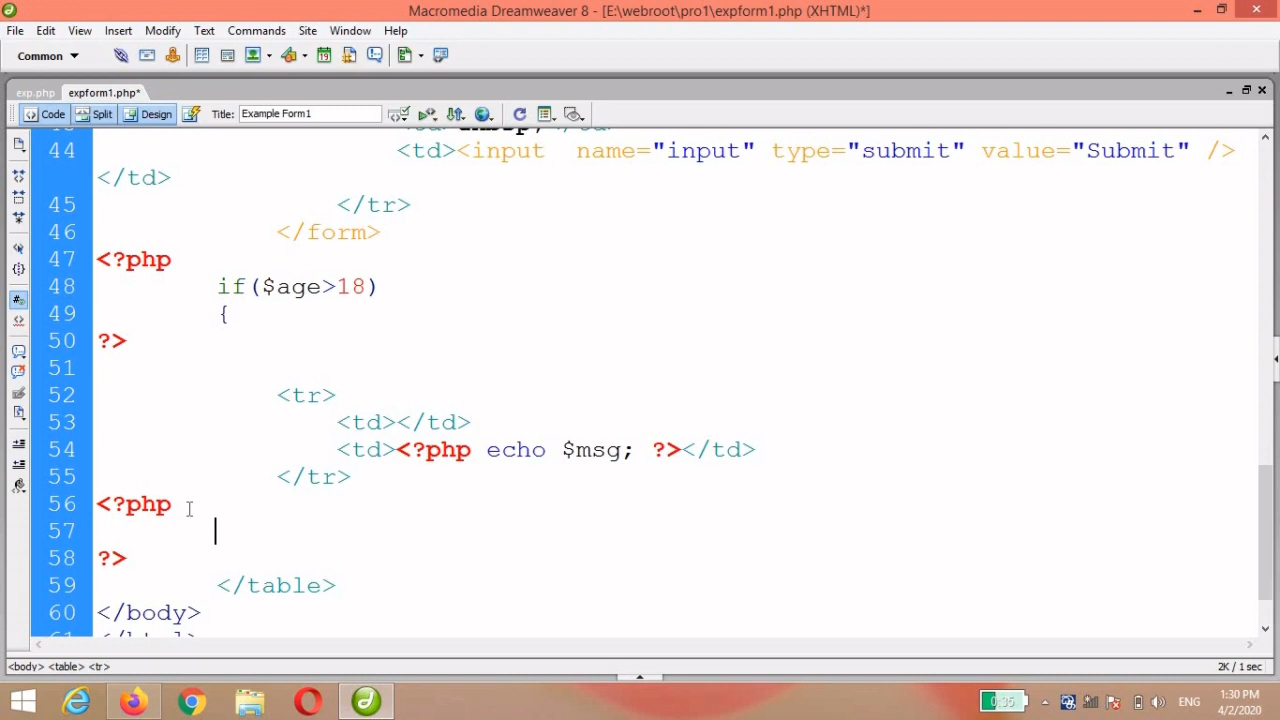 Macromedia Dreamweaver 8 - [E:\webroot\pro1\expform1.php (XHTML)*]
File Edit View Insert Modify Text Commands Site Window Help
Common
exp.php expform1.php*
Code Split Design Title: Example Form1
44 <td><input name="input" type="submit" value="Submit" />
</td>
45 </tr>
46 </form>
47 <?php
48 if($age>18)
49 {
50 ?>
51
52 <tr>
53 <td></td>
54 <td><?php echo $msg; ?></td>
55 </tr>
56 <?php
57
58 ?>
59 </table>
60 </body>
<body> <table> <tr> 2K / 1 sec
0:36 ENG 1:30 PM
4/2/2020